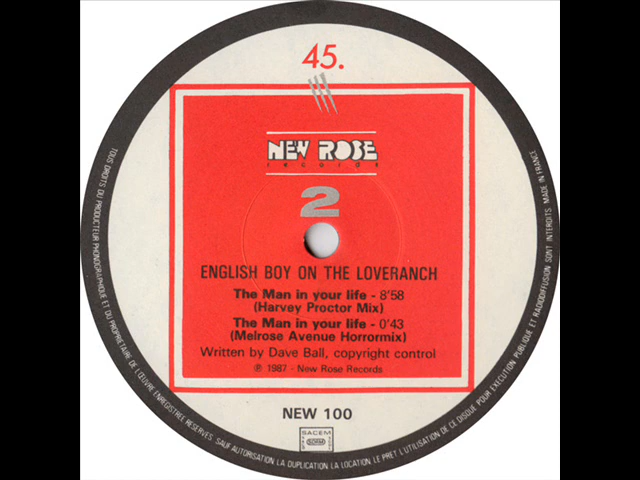 45.
NEW ROSE
RECORDS
2
ENGLISH BOY ON THE LOVERANCH
The Man in your life - 8'58
(Harvey Proctor Mix)
The Man in your life - 0'43
(Melrose Avenue Horrormix)
Written by Dave Ball, copyright control
℗ 1987 - New Rose Records
NEW 100
SACEM
TOUS DROITS DU PRODUCTEUR PHONOGRAPHIQUE ET DU PROPRIETAIRE DE L'ŒUVRE ENREGISTREE RESERVES SAUF AUTORISATION LA DUPLICATION LA LOCATION LE PRET L'UTILISATION DE CE DISQUE POUR EXECUTION PUBLIQUE ET RADIODIFFUSION SONT INTERDITS. MADE IN FRANCE.